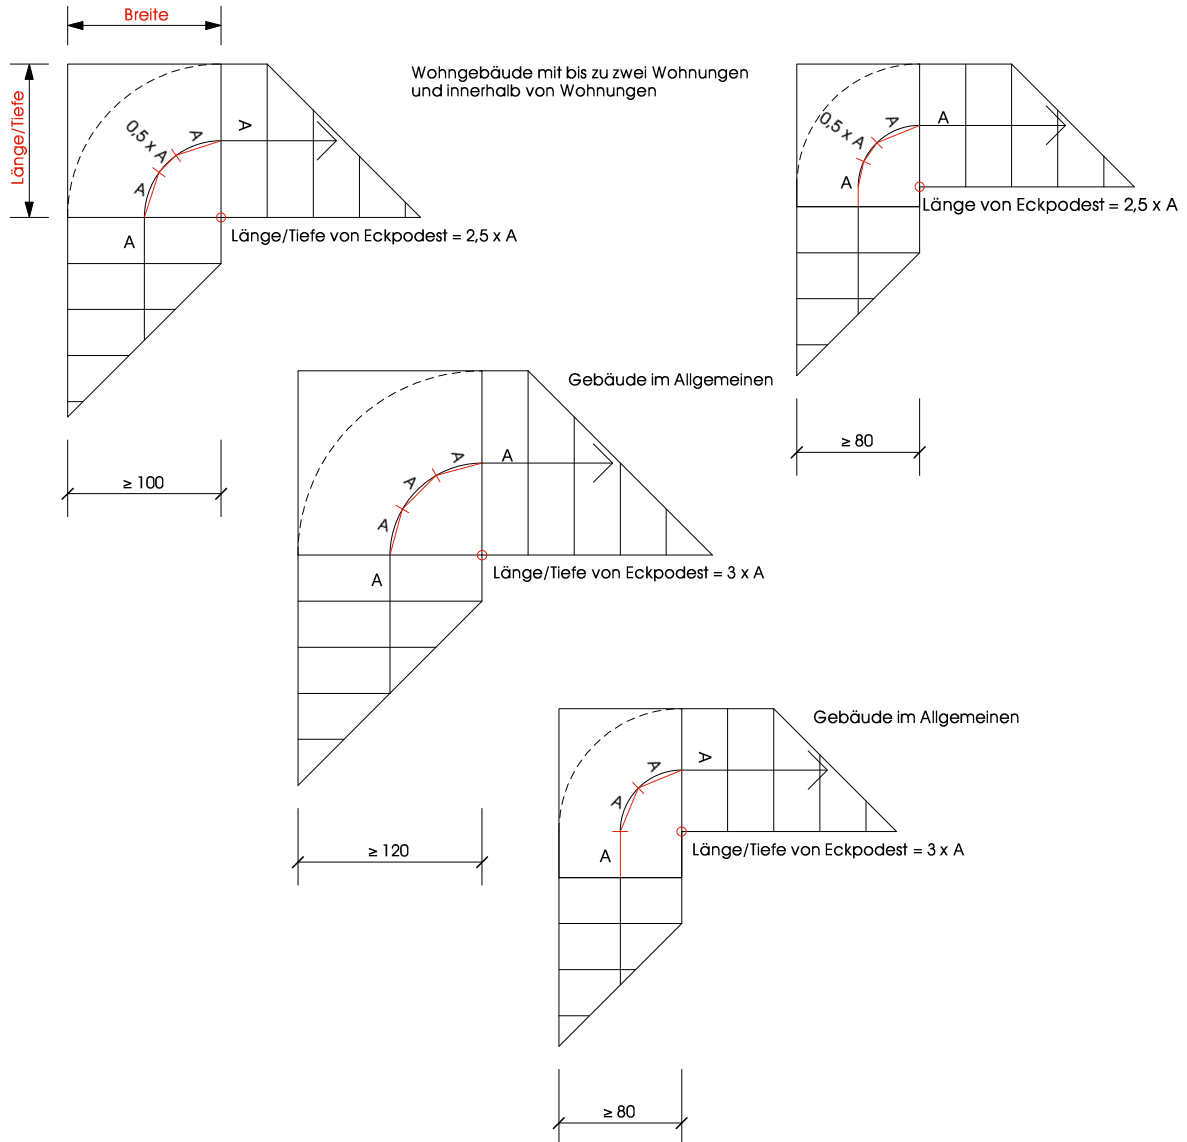 Breite
Länge/Tiefe
Wohngebäude mit bis zu zwei Wohnungen
und innerhalb von Wohnungen
0,5 x A
A
A
A
A
Länge/Tiefe von Eckpodest = 2,5 x A
≥ 100
0,5 x A
A
A
A
Länge von Eckpodest = 2,5 x A
≥ 80
Gebäude im Allgemeinen
A
A
A
A
A
Länge/Tiefe von Eckpodest = 3 x A
≥ 120
Gebäude im Allgemeinen
A
A
A
A
Länge/Tiefe von Eckpodest = 3 x A
≥ 80